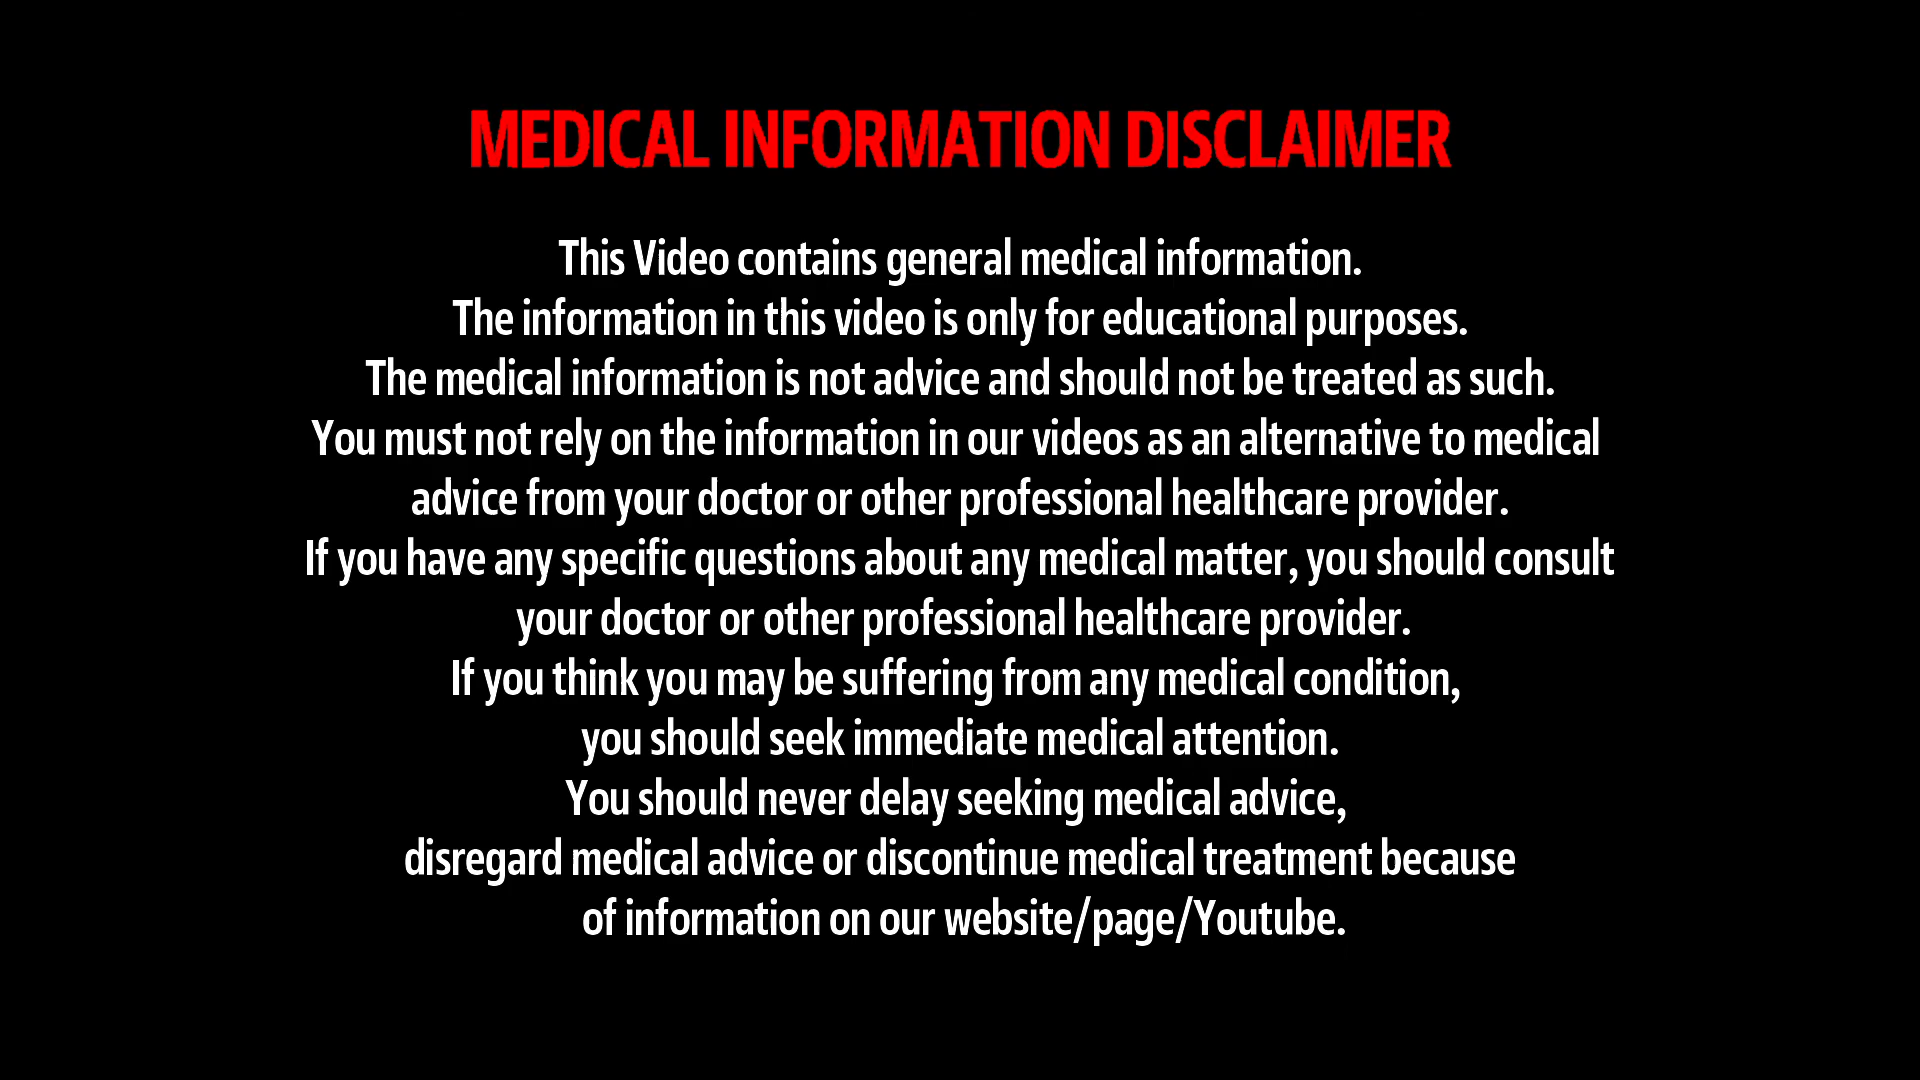 MEDICAL INFORMATION DISCLAIMER
This Video contains general medical information.
The information in this video is only for educational purposes.
The medical information is not advice and should not be treated as such.
You must not rely on the information in our videos as an alternative to medical
advice from your doctor or other professional healthcare provider.
If you have any specific questions about any medical matter, you should consult
your doctor or other professional healthcare provider.
If you think you may be suffering from any medical condition,
you should seek immediate medical attention.
You should never delay seeking medical advice,
disregard medical advice or discontinue medical treatment because
of information on our website/page/Youtube.